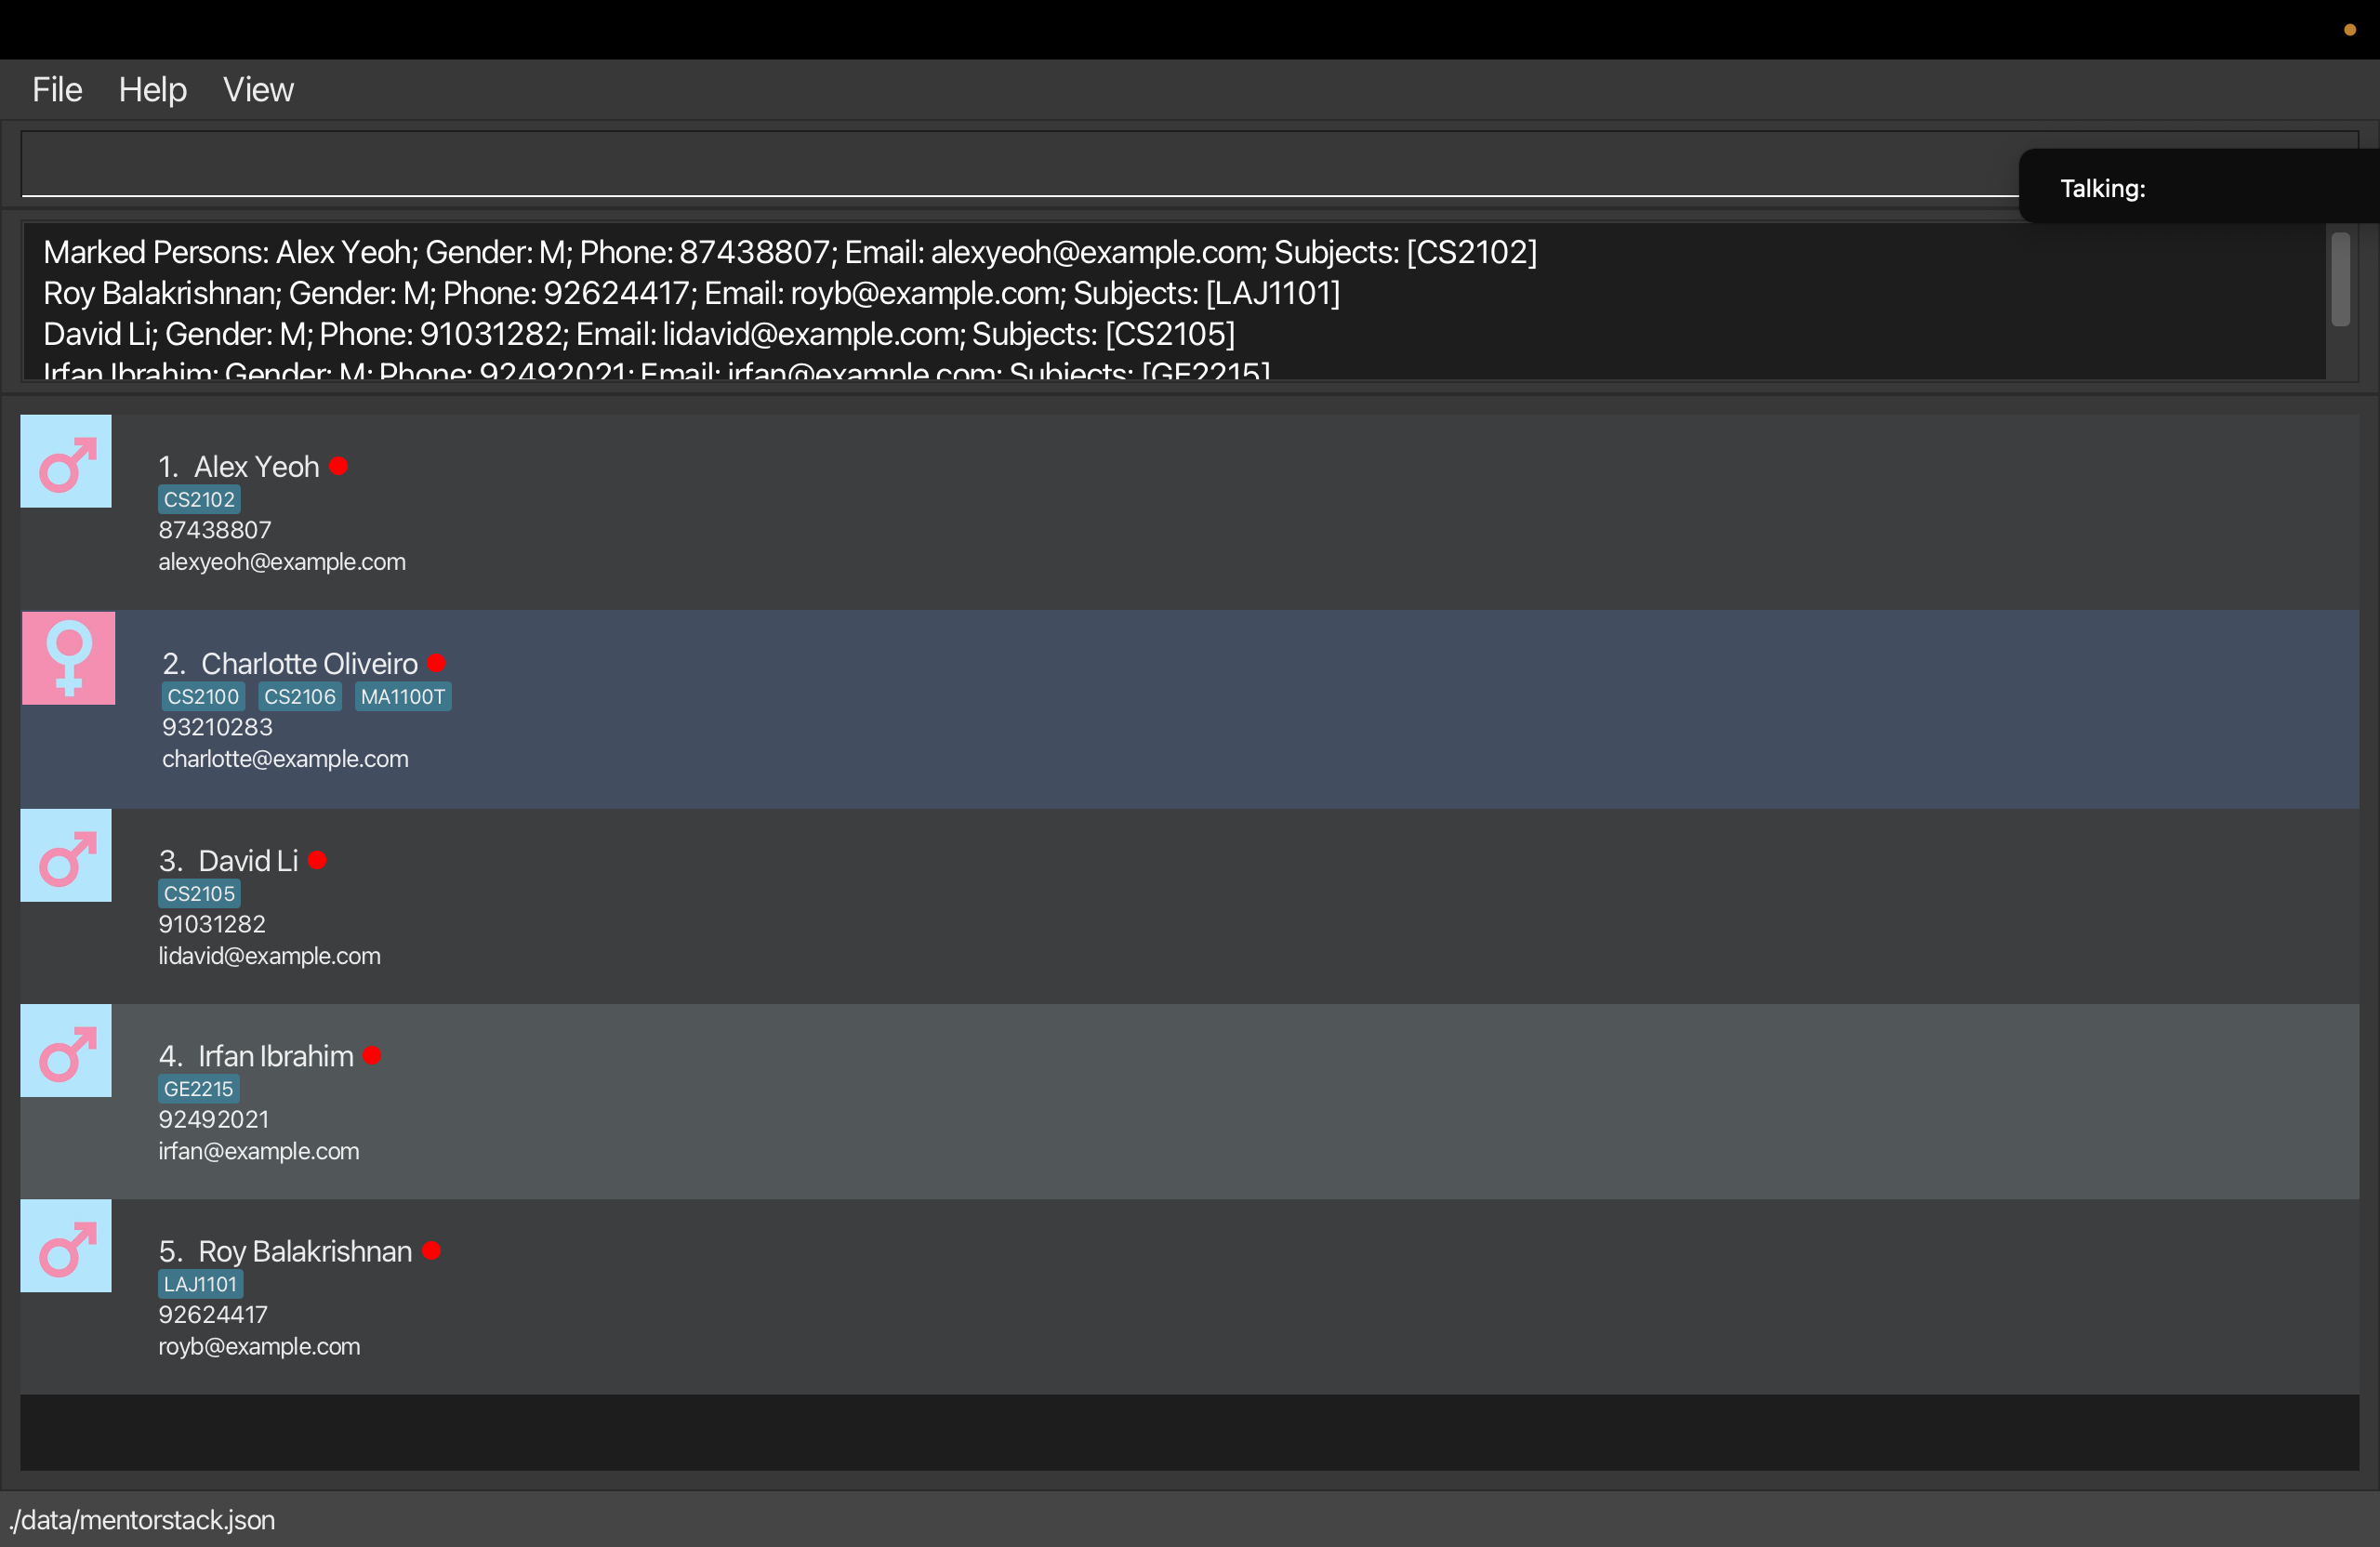 File Help View
Talking:
Marked Persons: Alex Yeoh; Gender: M; Phone: 87438807; Email: alexyeoh@example.com; Subjects: [CS2102]
Roy Balakrishnan; Gender: M; Phone: 92624417; Email: royb@example.com; Subjects: [LAJ1101]
David Li; Gender: M; Phone: 91031282; Email: lidavid@example.com; Subjects: [CS2105]
Irfan Ibrahim; Gender: M; Phone: 92492021; Email: irfan@example.com; Subjects: [GE2215]
1. Alex Yeoh
CS2102
87438807
alexyeoh@example.com
2. Charlotte Oliveiro
CS2100 CS2106 MA1100T
93210283
charlotte@example.com
3. David Li
CS2105
91031282
lidavid@example.com
4. Irfan Ibrahim
GE2215
92492021
irfan@example.com
5. Roy Balakrishnan
LAJ1101
92624417
royb@example.com
./data/mentorstack.json